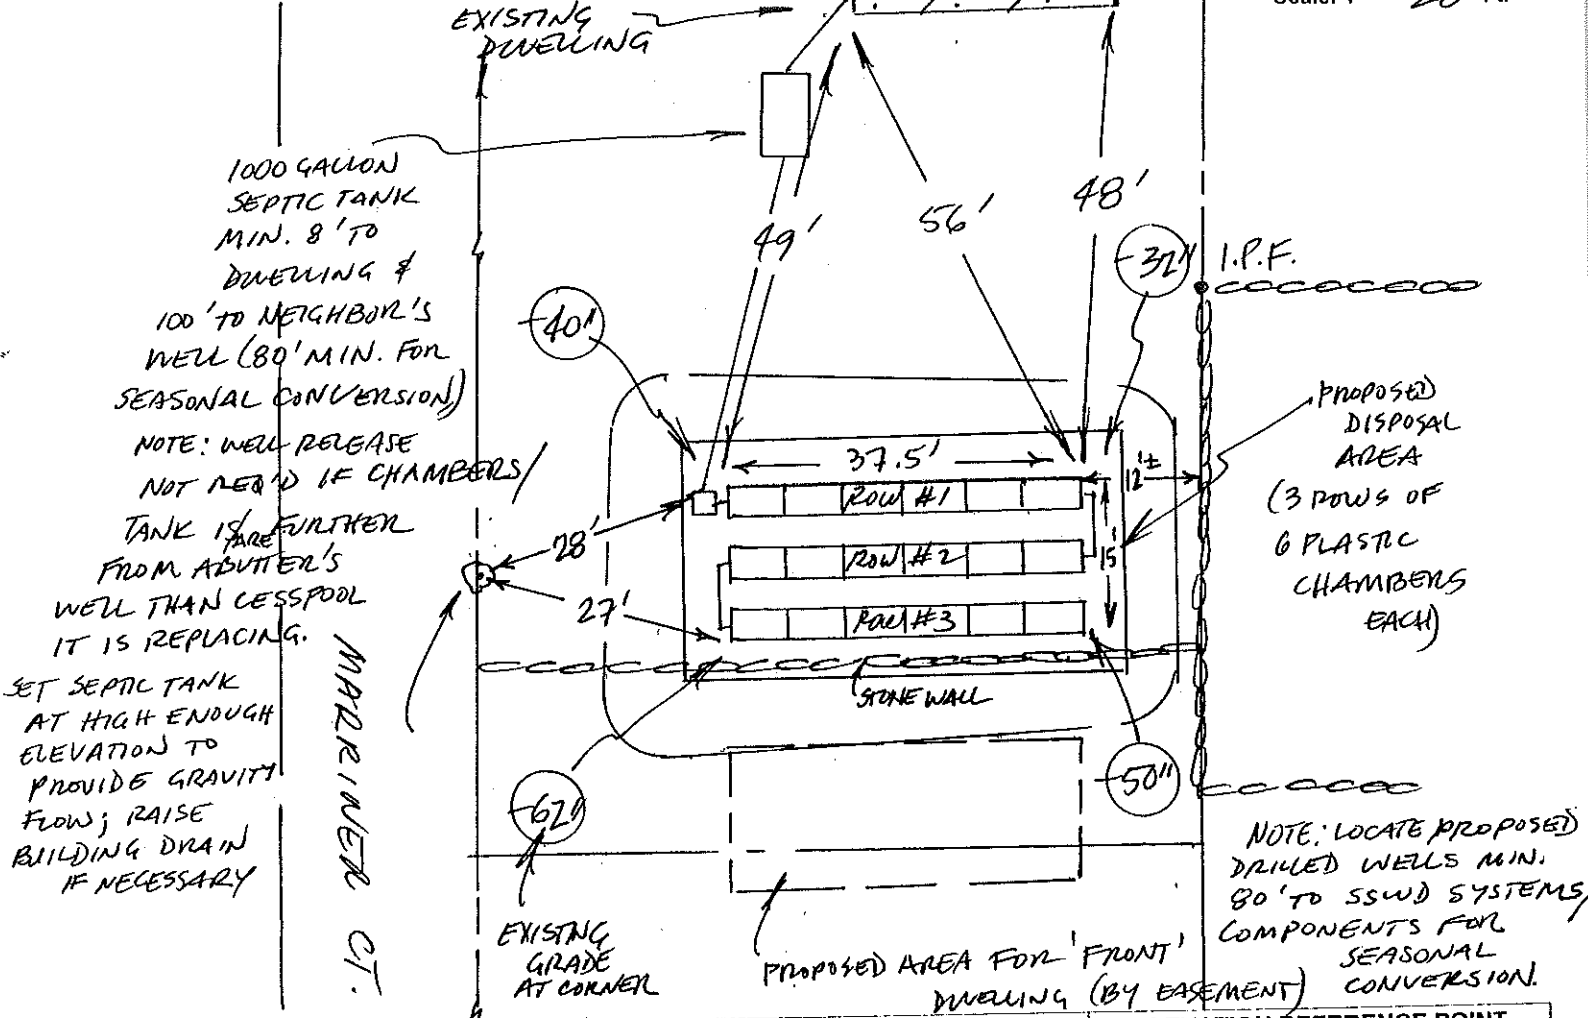 EXISTING
DWELLING
1000 GALLON
SEPTIC TANK
MIN. 8' TO
DWELLING &
100' TO NEIGHBOR'S
WELL (80' MIN. FOR
SEASONAL CONVERSION)
NOTE: WELL RELEASE
NOT REQ'D IF CHAMBERS/
TANK IS/ARE FURTHER
FROM ABUTTER'S
WELL THAN CESSPOOL
IT IS REPLACING.
SET SEPTIC TANK
AT HIGH ENOUGH
ELEVATION TO
PROVIDE GRAVITY
FLOW; RAISE
BUILDING DRAIN
IF NECESSARY
MARRINER CT.
49'
56'
48'
-32"
I.P.F.
-40"
37.5'
12'±
ROW #1
28'
ROW #2
15'
27'
ROW #3
STONE WALL
-62"
-50"
EXISTNG
GRADE
AT CORNER
PROPOSED
DISPOSAL
AREA
(3 ROWS OF
6 PLASTIC
CHAMBERS
EACH)
PROPOSED AREA FOR 'FRONT'
DWELLING (BY EASEMENT)
NOTE: LOCATE PROPOSED
DRILLED WELLS MIN.
80' TO SSWD SYSTEMS/
COMPONENTS FOR
SEASONAL
CONVERSION.
REFERENCE POINT